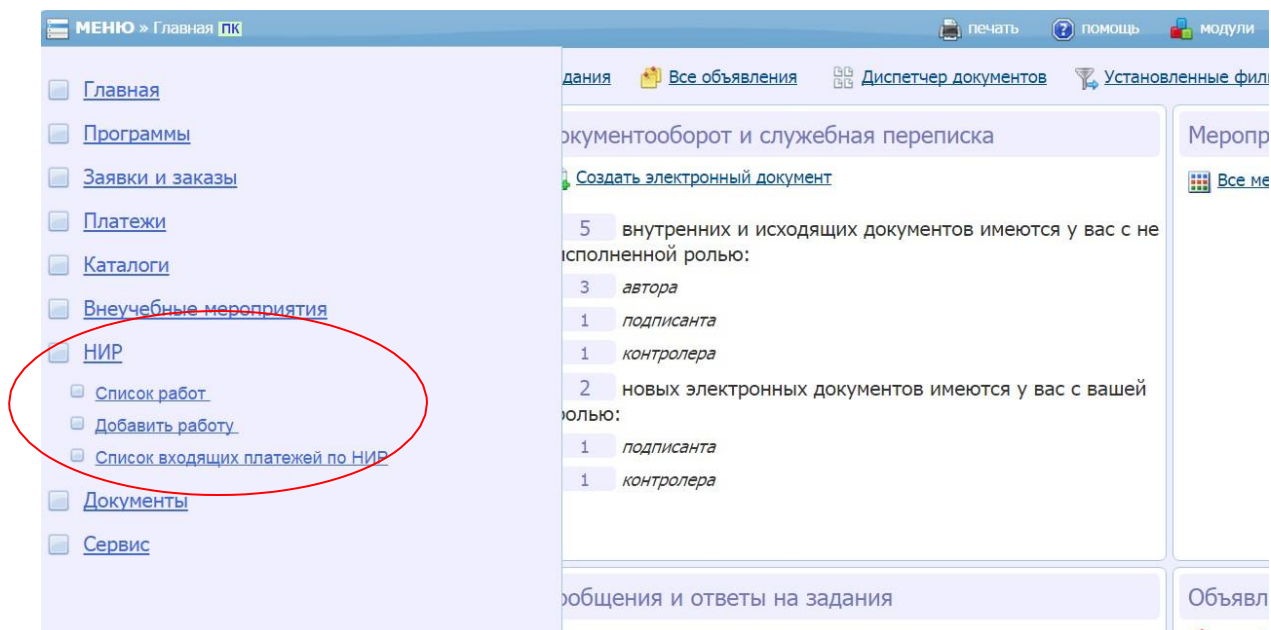 МЕНЮ » Главная ПК
печать помощь модули
Главная
Программы
Заявки и заказы
Платежи
Каталоги
Внеучебные мероприятия
НИР
Список работ
Добавить работу
Список входящих платежей по НИР
Документы
Сервис
дания Все объявления Диспетчер документов Установленные фил
окументооборот и служебная переписка
Создать электронный документ
5 внутренних и исходящих документов имеются у вас с не
исполненной ролью:
3 автора
1 подписанта
1 контролера
2 новых электронных документов имеются у вас с вашей
ролью:
1 подписанта
1 контролера
ообщения и ответы на задания
Меропр
Все ме
Объявл